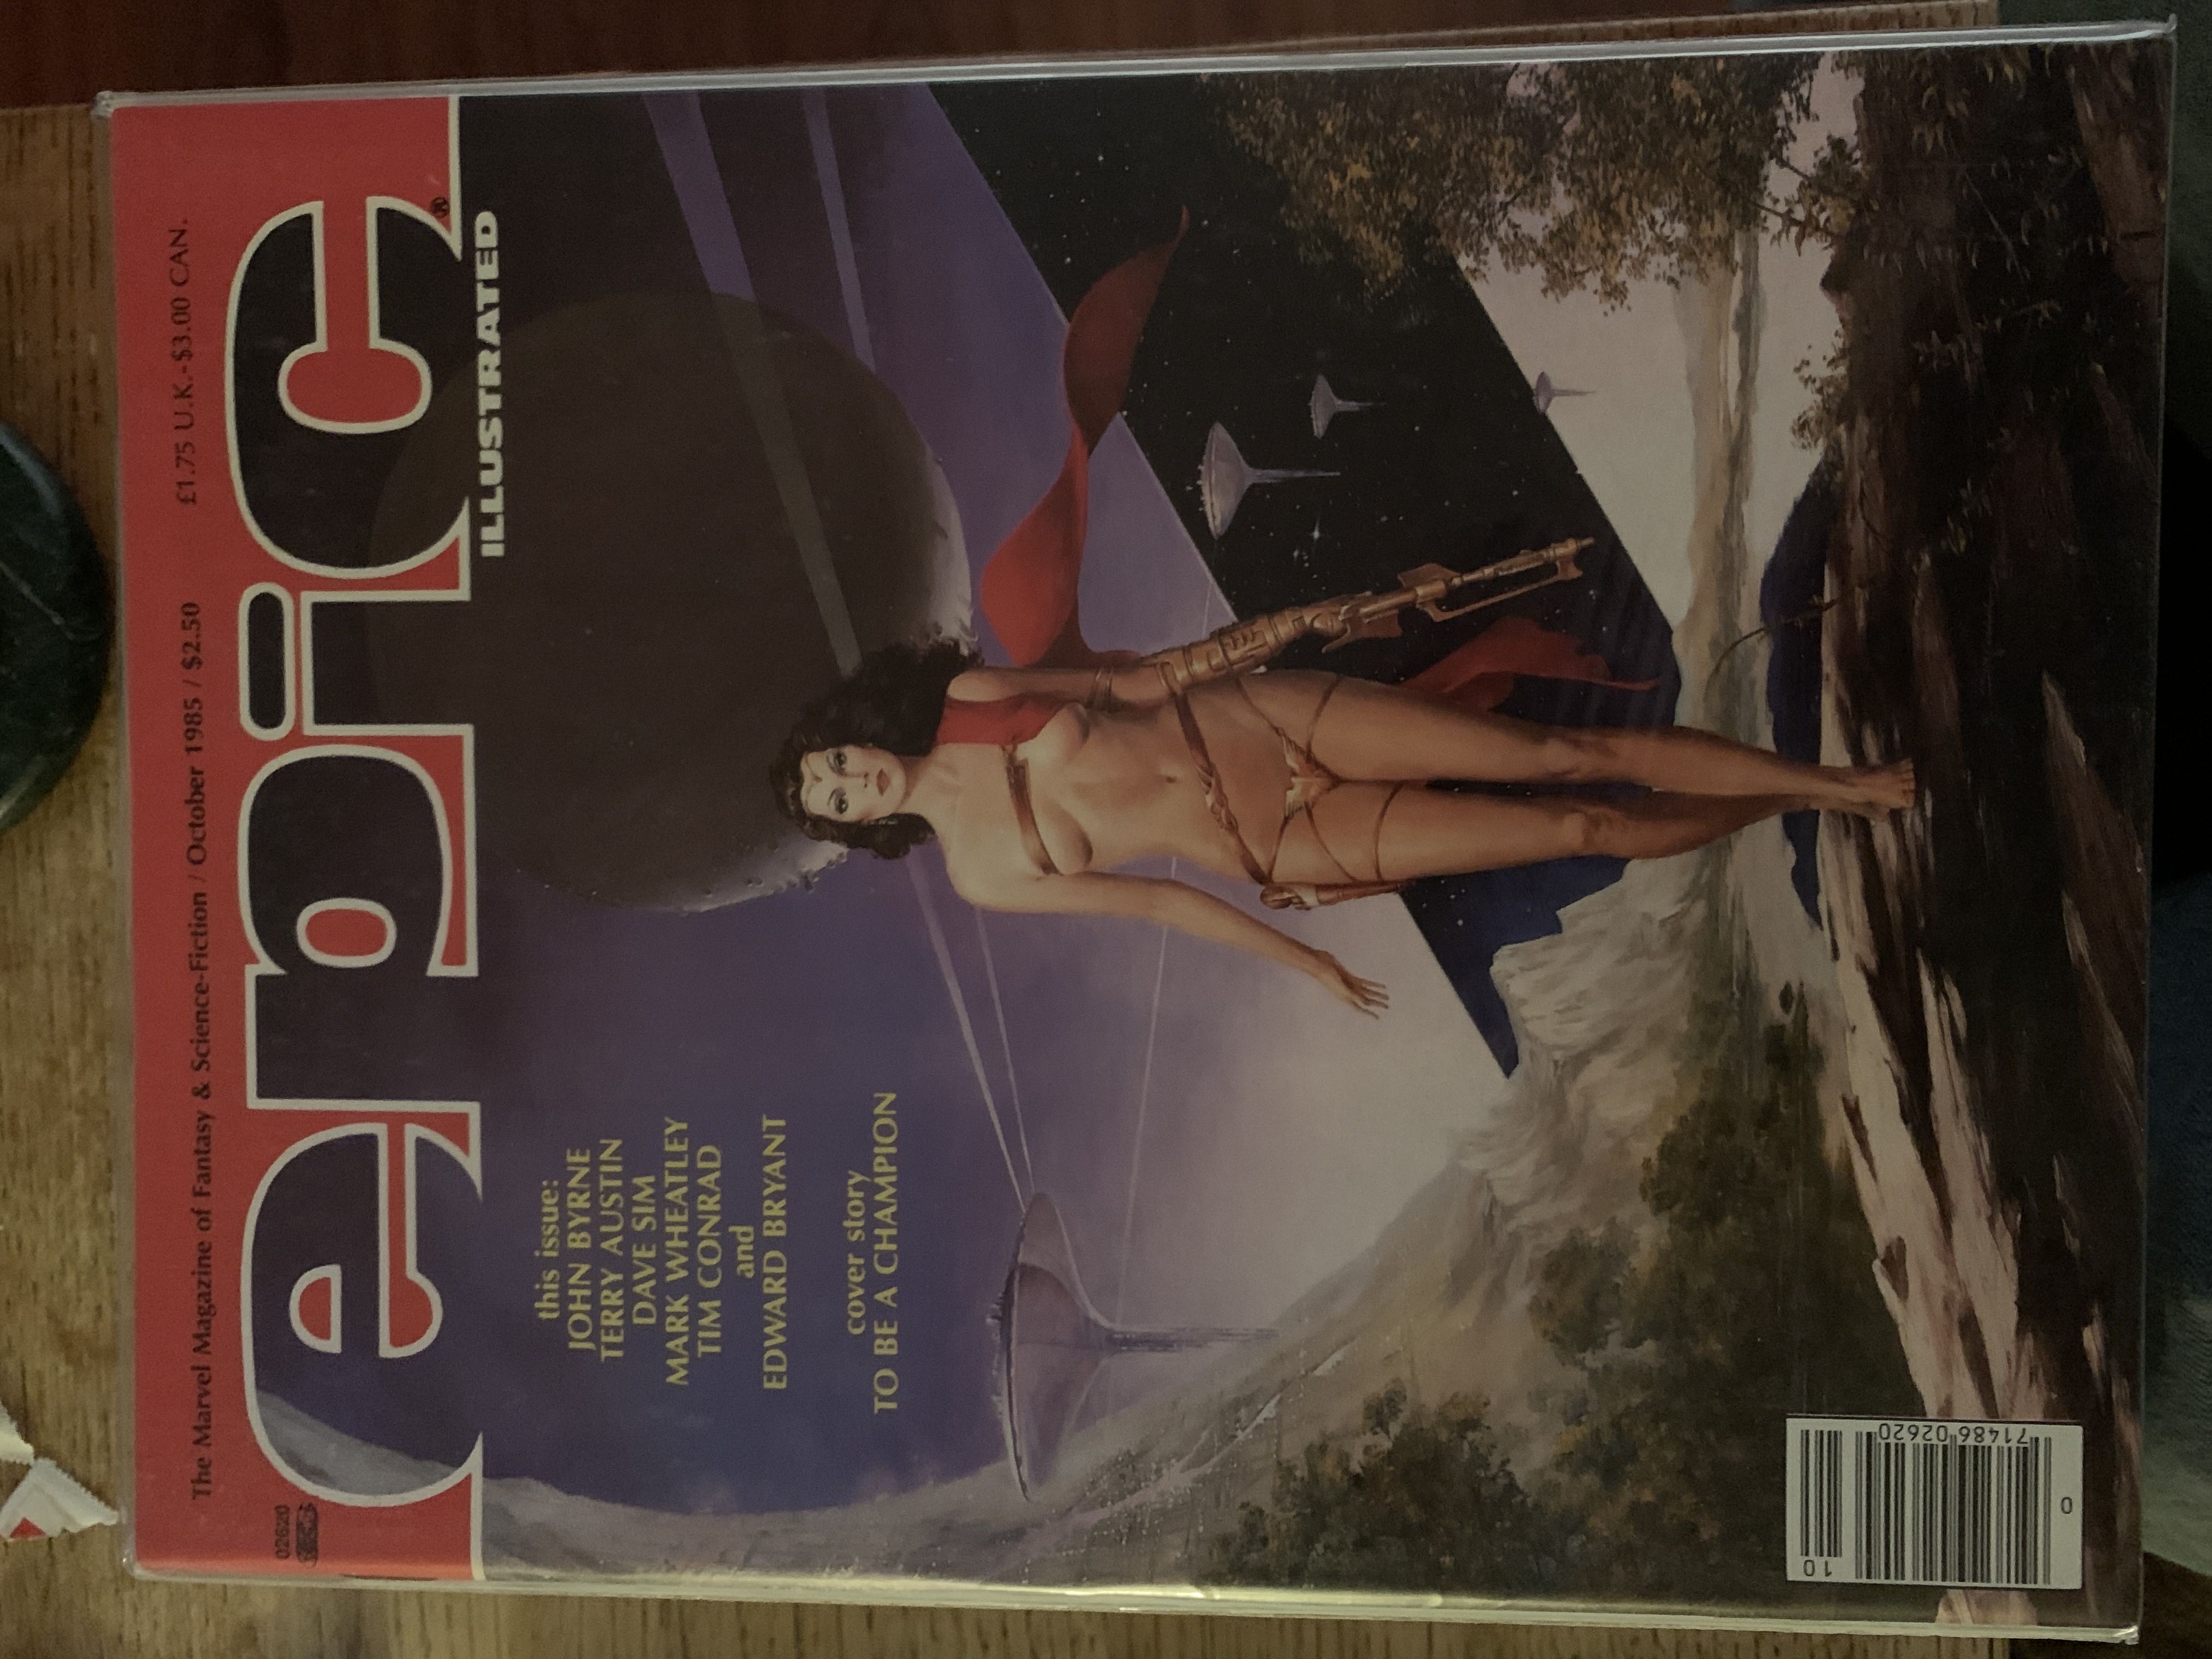 The Marvel Magazine of Fantasy & Science-Fiction / October 1985 / $2.50 £1.75 U.K.-$3.00 CAN.
02620
epic®
ILLUSTRATED
this issue:
JOHN BYRNE
TERRY AUSTIN
DAVE SIM
MARK WHEATLEY
TIM CONRAD
and
EDWARD BRYANT
cover story
TO BE A CHAMPION
0
71486 02620
10